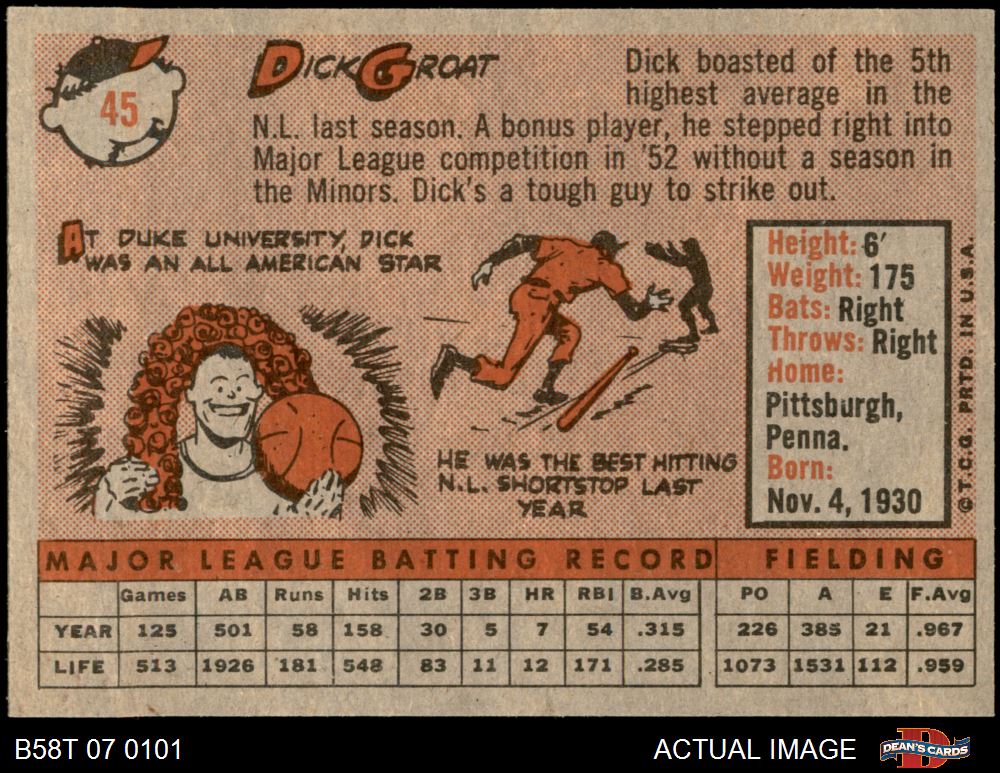 45
DICK GROAT
Dick boasted of the 5th
highest average in the
N.L. last season. A bonus player, he stepped right into
Major League competition in '52 without a season in
the Minors. Dick's a tough guy to strike out.
AT DUKE UNIVERSITY, DICK
WAS AN ALL AMERICAN STAR
HE WAS THE BEST HITTING
N.L. SHORTSTOP LAST
YEAR
Height: 6'
Weight: 175
Bats: Right
Throws: Right
Home:
Pittsburgh,
Penna.
Born:
Nov. 4, 1930
© T.C.G. PRTD. IN U.S.A.
MAJOR LEAGUE BATTING RECORD FIELDING
Games AB Runs Hits 2B 3B HR RBI B.Avg PO A E F.Avg
YEAR 125 501 58 158 30 5 7 54 .315 226 385 21 .967
LIFE 513 1926 181 548 83 11 12 171 .285 1073 1531 112 .959
B58T 07 0101 ACTUAL IMAGE DEAN'S CARDS